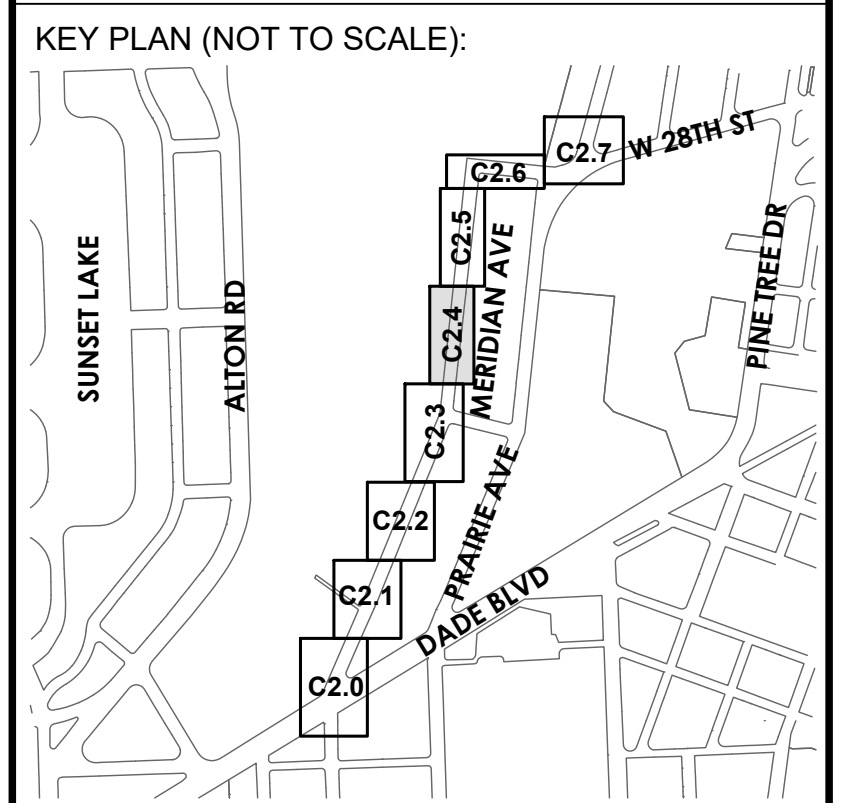 KEY PLAN (NOT TO SCALE):
C2.7
W 28TH ST
C2.6
C2.5
MERIDIAN AVE
PINE TREE DR
SUNSET LAKE
ALTON RD
C2.4
C2.3
PRAIRIE AVE
C2.2
C2.1
DADE BLVD
C2.0